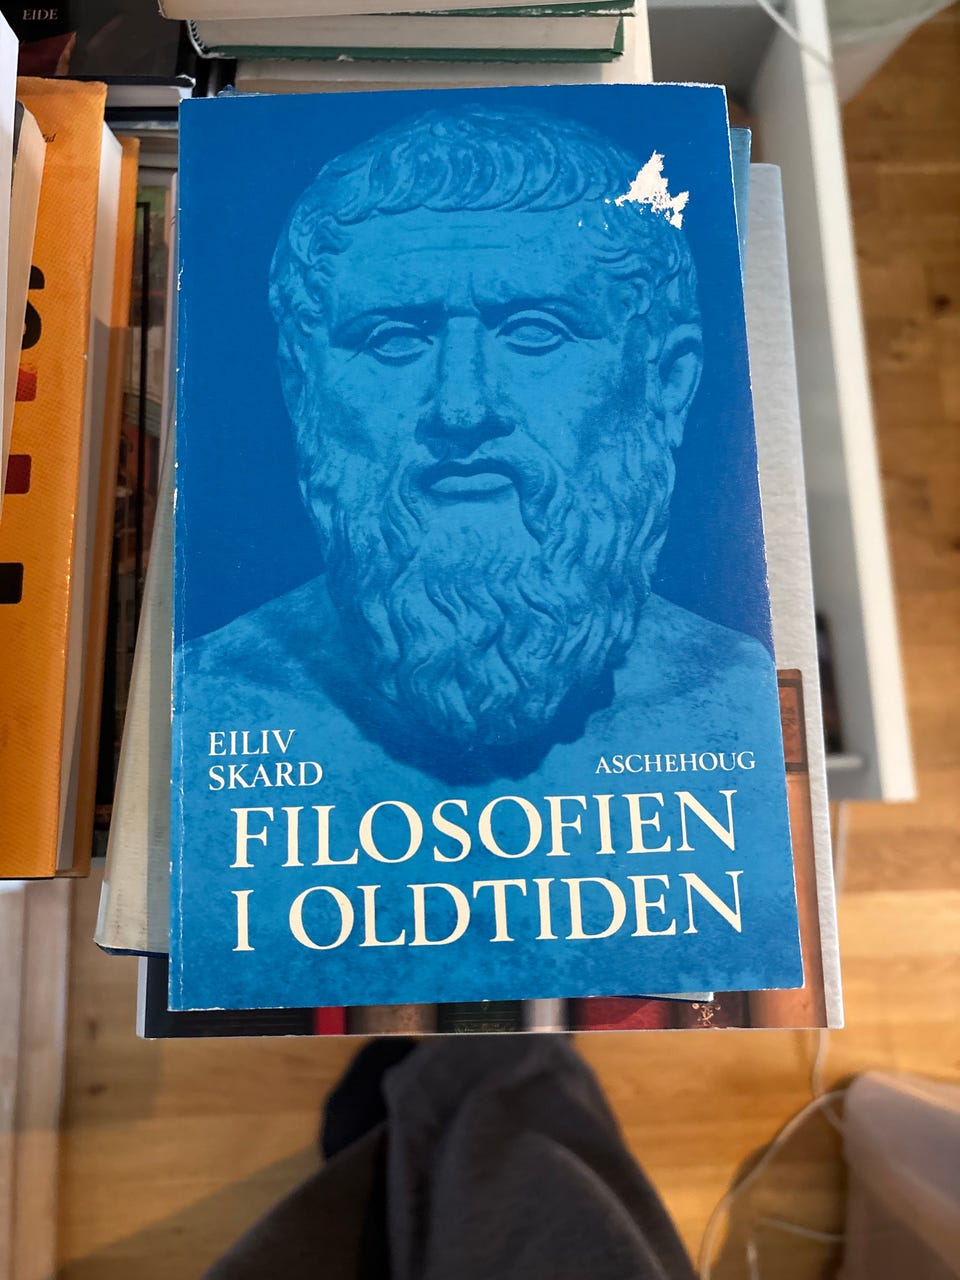 EIDE
EILIV
SKARD
ASCHEHOUG
FILOSOFIEN
I OLDTIDEN